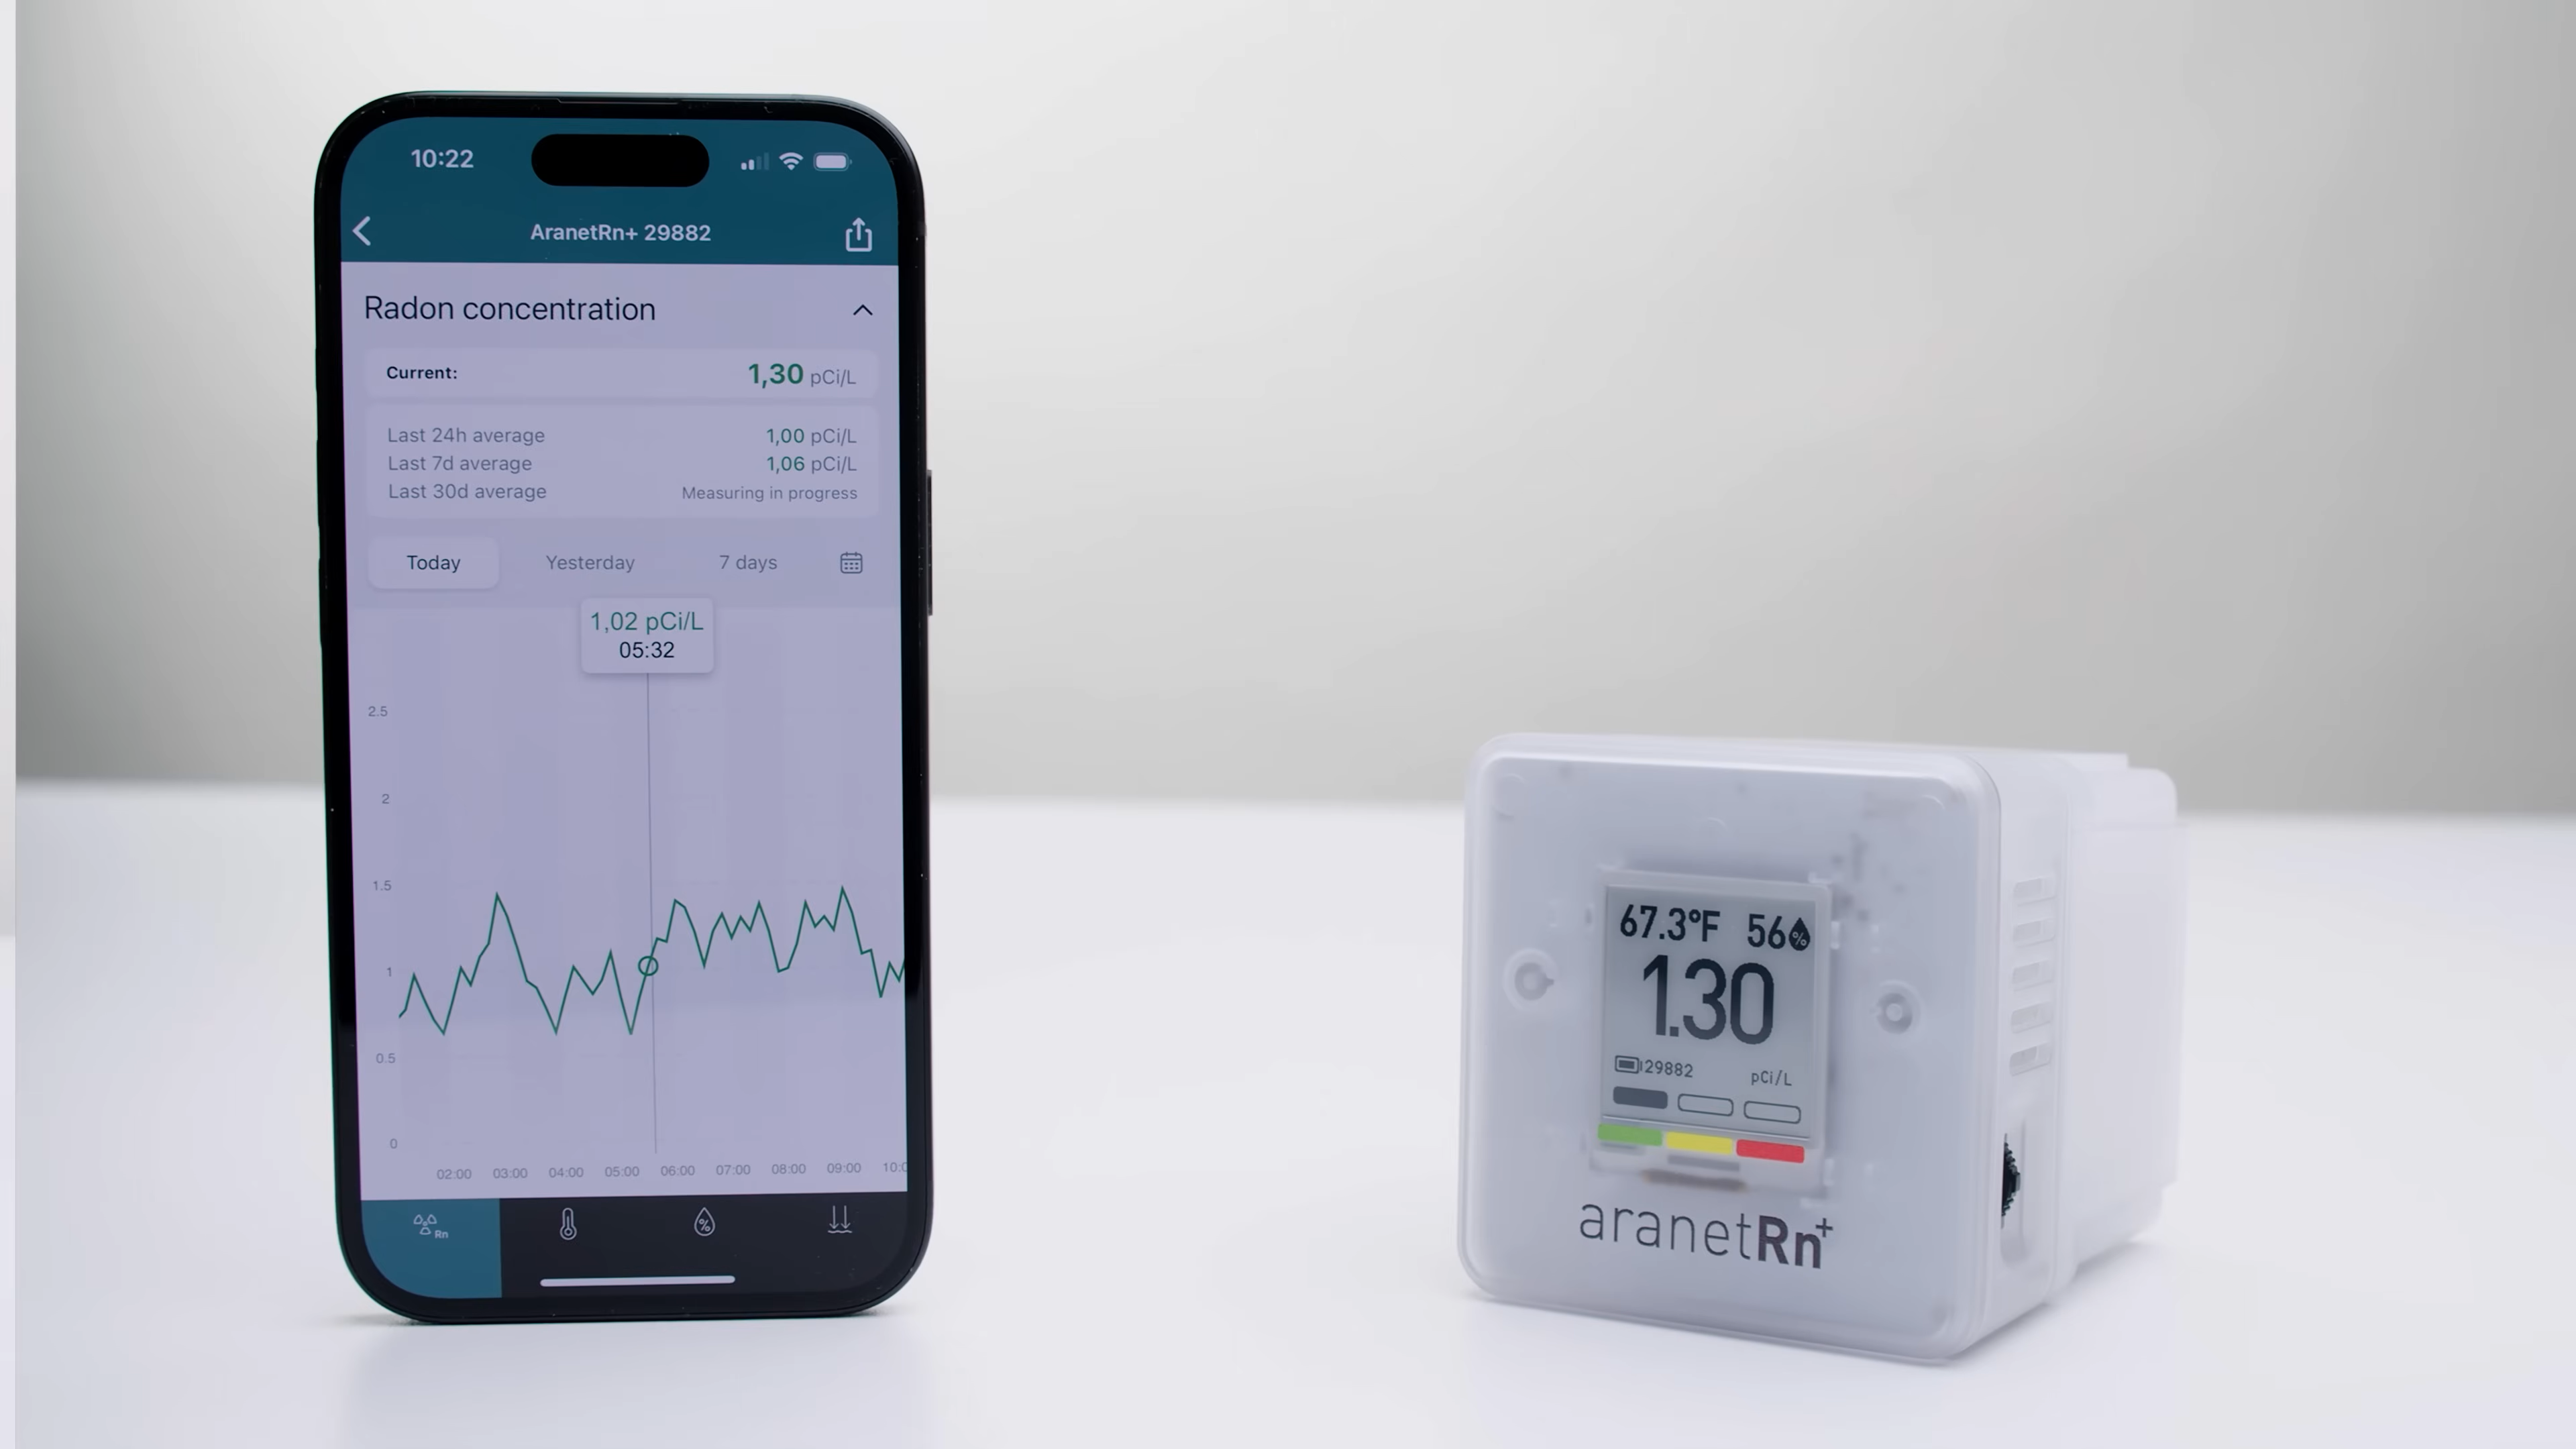 10:22
AranetRn+ 29882
Radon concentration
Current: 1,30 pCi/L
Last 24h average 1,00 pCi/L
Last 7d average 1,06 pCi/L
Last 30d average Measuring in progress
Today Yesterday 7 days
1,02 pCi/L
05:32
2.5
2
1.5
1
0.5
0
02:00 03:00 04:00 05:00 06:00 07:00 08:00 09:00
Rn %
67.3°F 56%
1.30
29882 pCi/L
aranetRn+